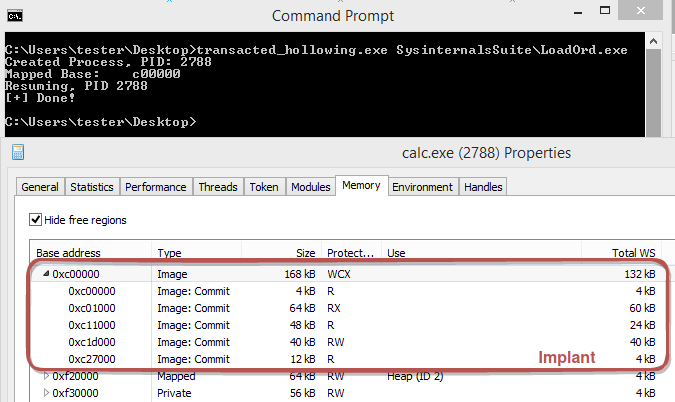 Command Prompt
C:\Users\tester\Desktop>transacted_hollowing.exe SysinternalsSuite\LoadOrd.exe
Created Process, PID: 2788
Mapped Base:    c00000
Resuming, PID 2788
[+] Done!
C:\Users\tester\Desktop>
calc.exe (2788) Properties
General Statistics Performance Threads Token Modules Memory Environment Handles
Hide free regions
Base address Type Size Protect... Use Total WS
0xc00000 Image 168 kB WCX 132 kB
0xc00000 Image: Commit 4 kB R 4 kB
0xc01000 Image: Commit 64 kB RX 60 kB
0xc11000 Image: Commit 48 kB R 24 kB
0xc1d000 Image: Commit 40 kB RW 40 kB
0xc27000 Image: Commit 12 kB R 4 kB
Implant
0xf20000 Mapped 64 kB RW Heap (ID 2) 4 kB
0xf30000 Private 56 kB RW 4 kB